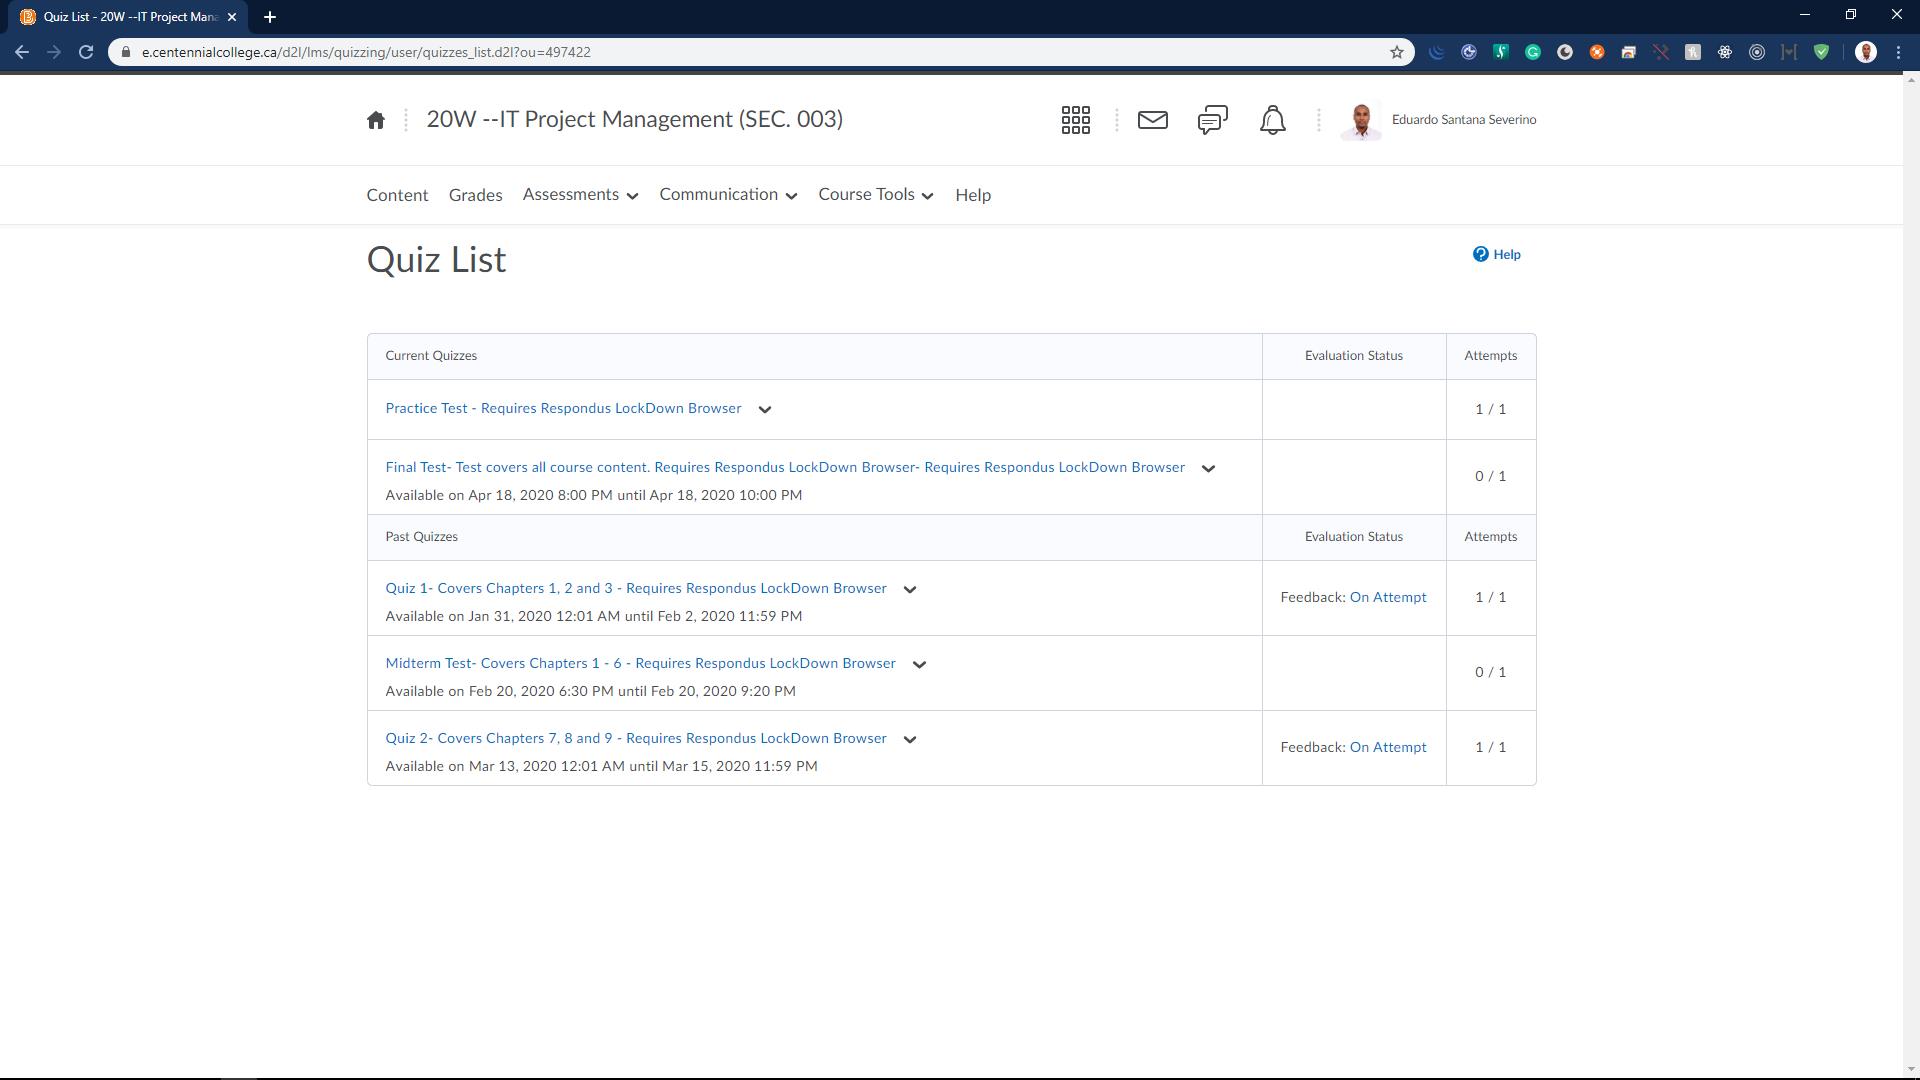 Quiz List - 20W --IT Project Mana
e.centennialcollege.ca/d2l/lms/quizzing/user/quizzes_list.d2l?ou=497422
20W --IT Project Management (SEC. 003)
Eduardo Santana Severino
Content Grades Assessments Communication Course Tools Help
Quiz List
Help
Current Quizzes Evaluation Status Attempts
Practice Test - Requires Respondus LockDown Browser 1 / 1
Final Test- Test covers all course content. Requires Respondus LockDown Browser- Requires Respondus LockDown Browser
Available on Apr 18, 2020 8:00 PM until Apr 18, 2020 10:00 PM
0 / 1
Past Quizzes Evaluation Status Attempts
Quiz 1- Covers Chapters 1, 2 and 3 - Requires Respondus LockDown Browser
Available on Jan 31, 2020 12:01 AM until Feb 2, 2020 11:59 PM
Feedback: On Attempt 1 / 1
Midterm Test- Covers Chapters 1 - 6 - Requires Respondus LockDown Browser
Available on Feb 20, 2020 6:30 PM until Feb 20, 2020 9:20 PM
0 / 1
Quiz 2- Covers Chapters 7, 8 and 9 - Requires Respondus LockDown Browser
Available on Mar 13, 2020 12:01 AM until Mar 15, 2020 11:59 PM
Feedback: On Attempt 1 / 1